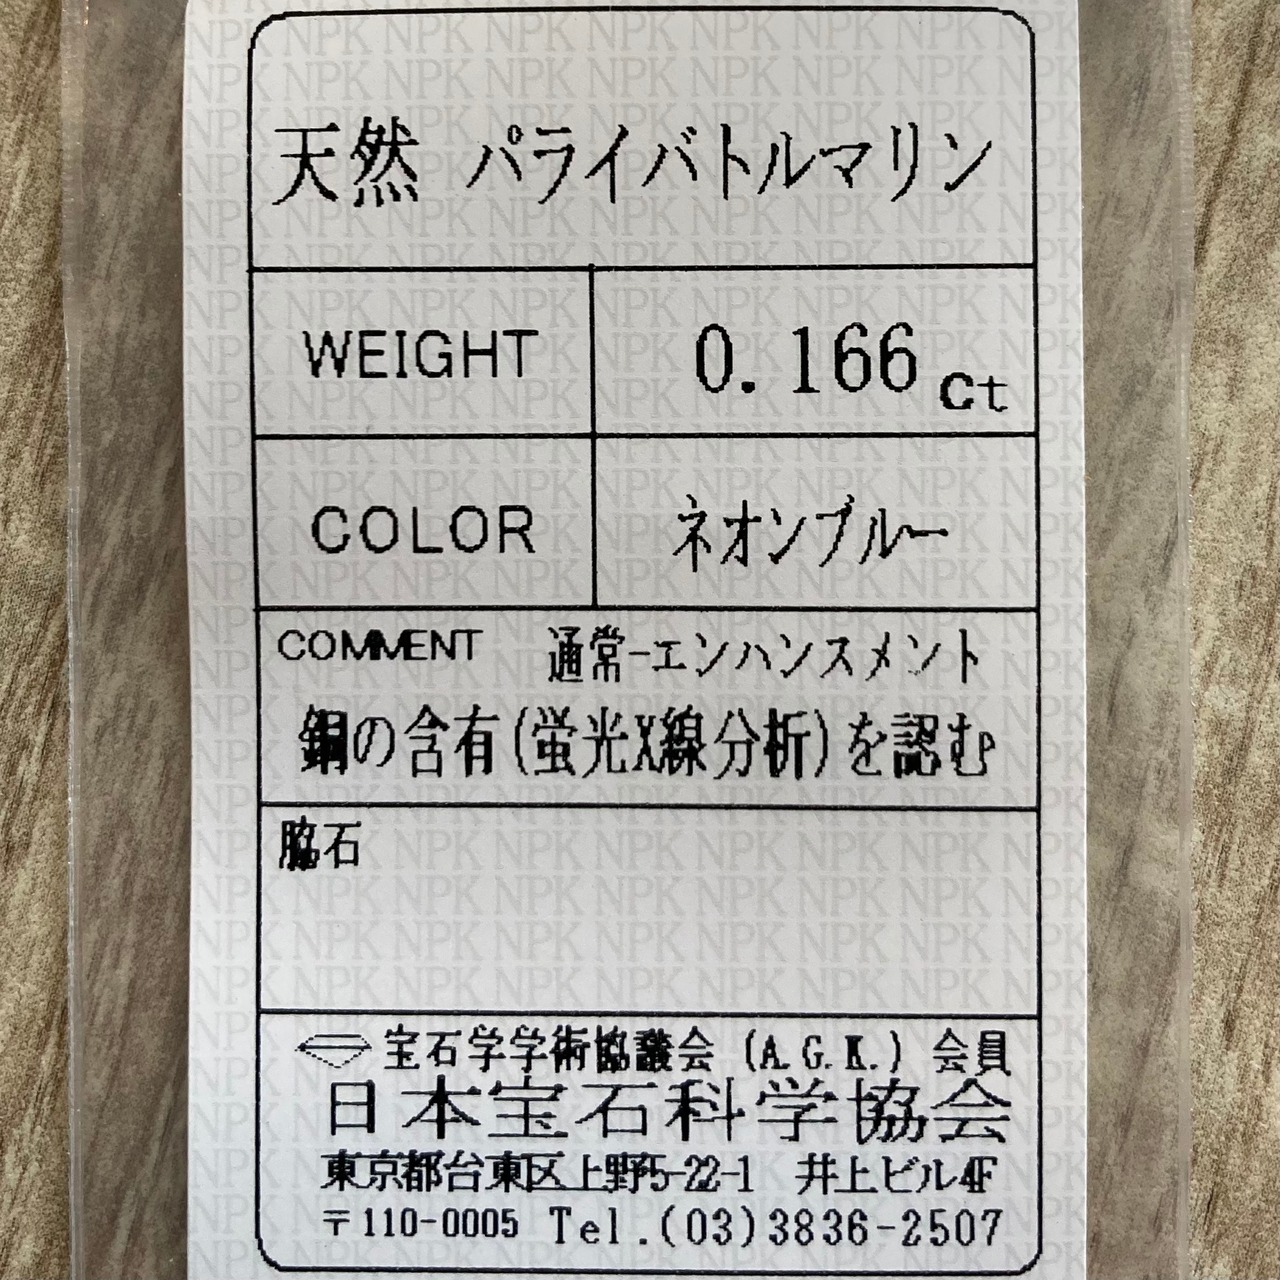 天然 パライバトルマリン
WEIGHT 0.166 ct
COLOR ネオンブルー
COMMENT 通常-エンハンスメント
銅の含有(蛍光X線分析)を認む
脇石
宝石学学術協議会 (A.G.K.) 会員
日本宝石科学協会
東京都台東区上野5-22-1 井上ビル4F
〒110-0005 Tel.(03)3836-2507
NPK